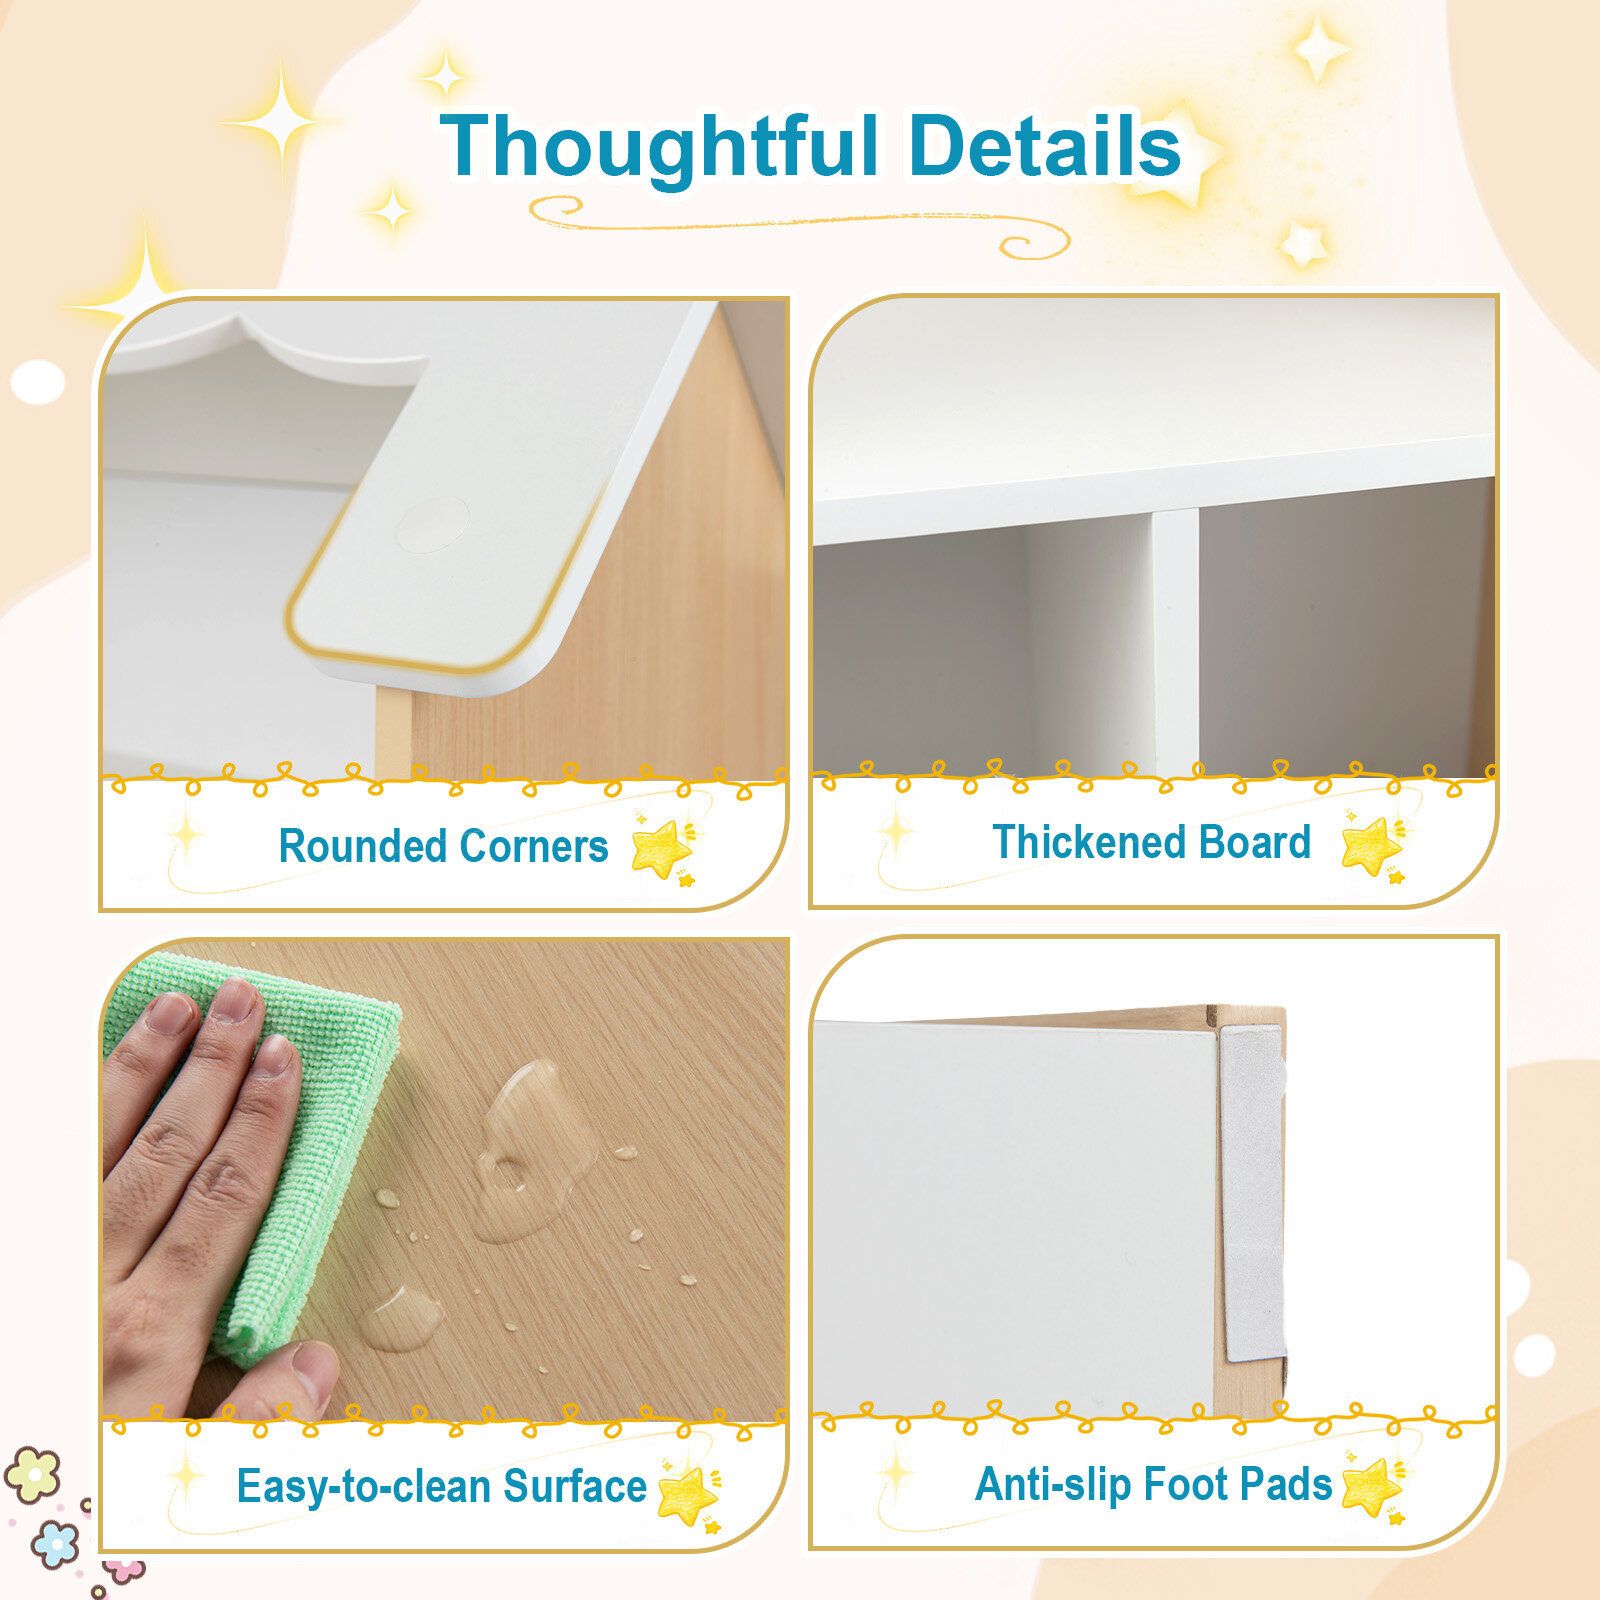 Thoughtful Details
Rounded Corners
Thickened Board
Easy-to-clean Surface
Anti-slip Foot Pads